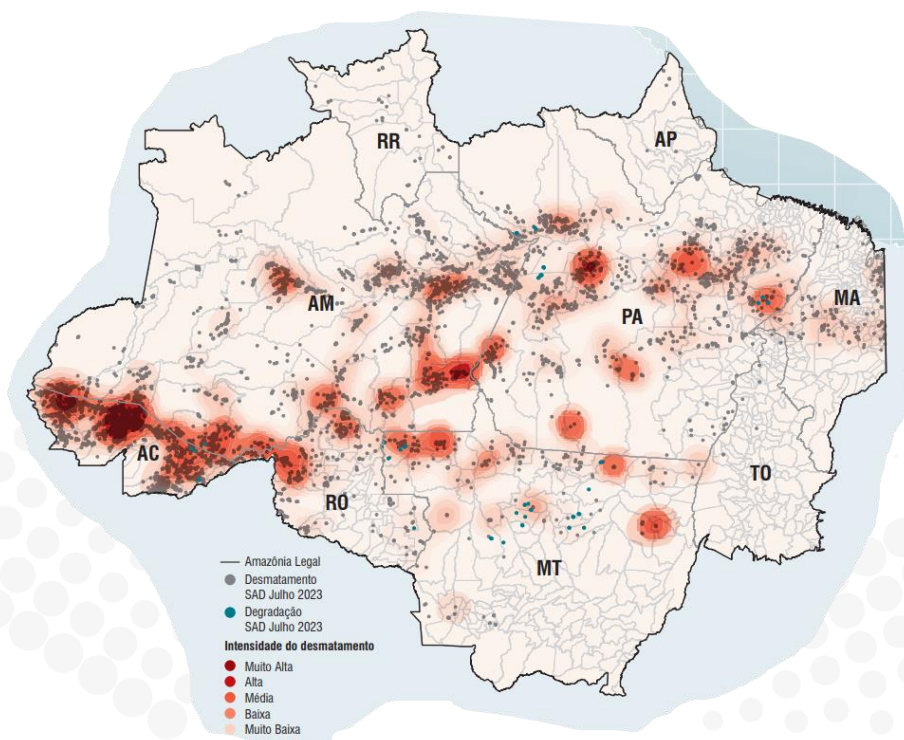 RR
AP
AM
PA
MA
AC
RO
TO
MT
Amazônia Legal
Desmatamento
SAD Julho 2023
Degradação
SAD Julho 2023
Intensidade do desmatamento
Muito Alta
Alta
Média
Baixa
Muito Baixa